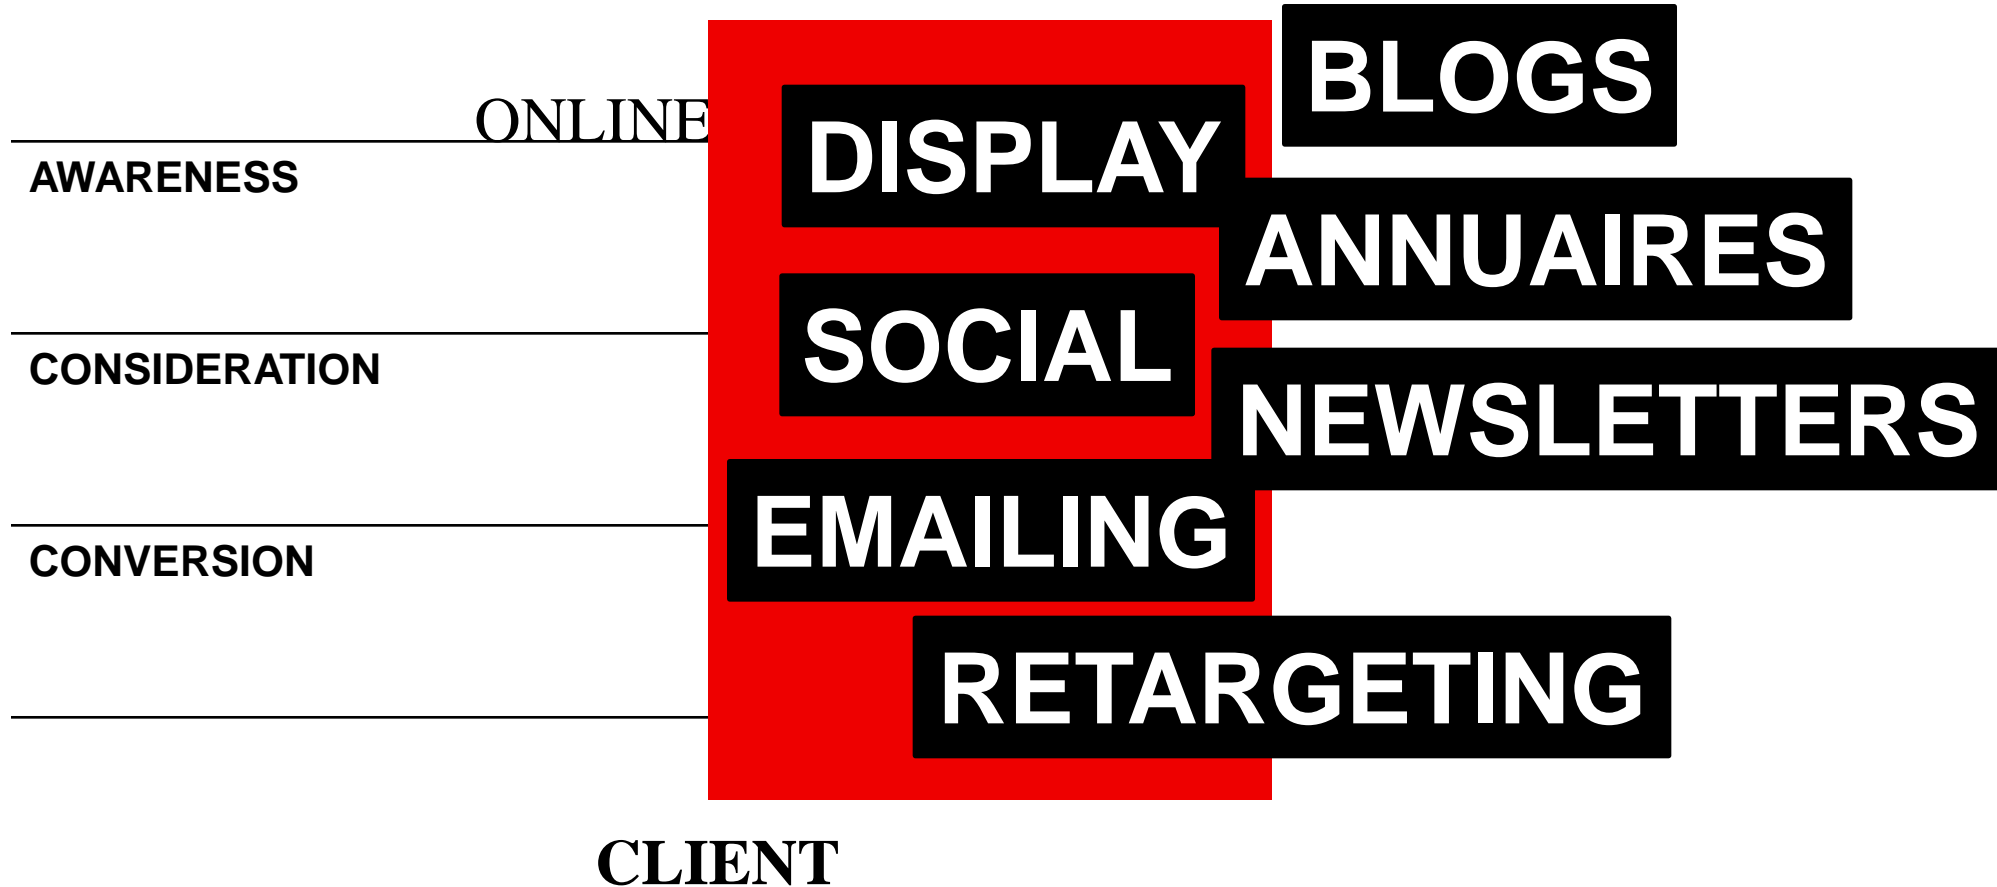 BLOGS
ONLINE
DISPLAY
AWARENESS
ANNUAIRES
SOCIAL
CONSIDERATION
NEWSLETTERS
EMAILING
CONVERSION
RETARGETING
CLIENT